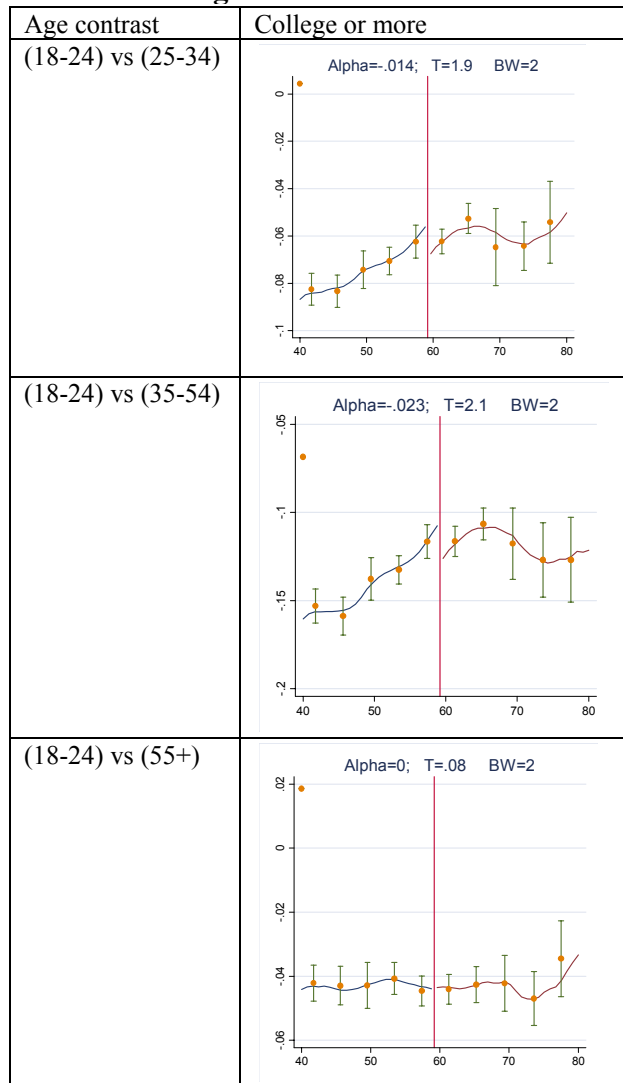 Age contrast College or more
(18-24) vs (25-34)
Alpha=-.014; T=1.9 BW=2
0
-.02
-.04
-.06
-.08
-.1
40 50 60 70 80
(18-24) vs (35-54)
Alpha=-.023; T=2.1 BW=2
-.05
-.1
-.15
-.2
40 50 60 70 80
(18-24) vs (55+)
Alpha=0; T=.08 BW=2
.02
0
-.02
-.04
-.06
40 50 60 70 80